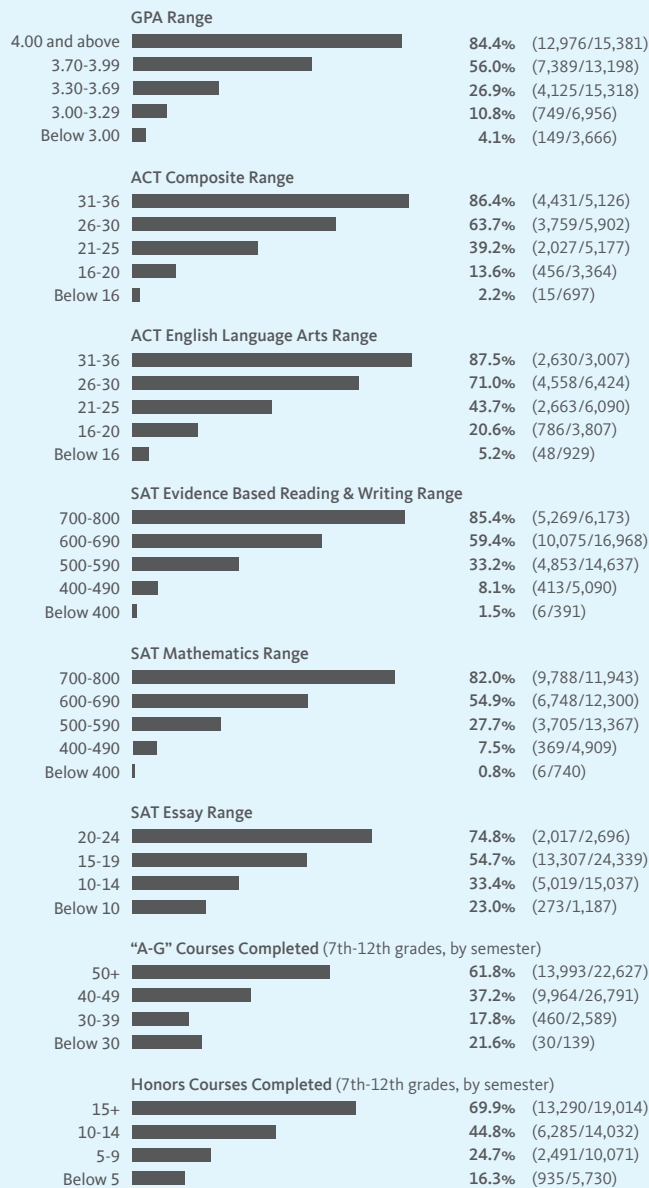 GPA Range
4.00 and above 84.4% (12,976/15,381)
3.70-3.99 56.0% (7,389/13,198)
3.30-3.69 26.9% (4,125/15,318)
3.00-3.29 10.8% (749/6,956)
Below 3.00 4.1% (149/3,666)
ACT Composite Range
31-36 86.4% (4,431/5,126)
26-30 63.7% (3,759/5,902)
21-25 39.2% (2,027/5,177)
16-20 13.6% (456/3,364)
Below 16 2.2% (15/697)
ACT English Language Arts Range
31-36 87.5% (2,630/3,007)
26-30 71.0% (4,558/6,424)
21-25 43.7% (2,663/6,090)
16-20 20.6% (786/3,807)
Below 16 5.2% (48/929)
SAT Evidence Based Reading & Writing Range
700-800 85.4% (5,269/6,173)
600-690 59.4% (10,075/16,968)
500-590 33.2% (4,853/14,637)
400-490 8.1% (413/5,090)
Below 400 1.5% (6/391)
SAT Mathematics Range
700-800 82.0% (9,788/11,943)
600-690 54.9% (6,748/12,300)
500-590 27.7% (3,705/13,367)
400-490 7.5% (369/4,909)
Below 400 0.8% (6/740)
SAT Essay Range
20-24 74.8% (2,017/2,696)
15-19 54.7% (13,307/24,339)
10-14 33.4% (5,019/15,037)
Below 10 23.0% (273/1,187)
“A-G” Courses Completed (7th-12th grades, by semester)
50+ 61.8% (13,993/22,627)
40-49 37.2% (9,964/26,791)
30-39 17.8% (460/2,589)
Below 30 21.6% (30/139)
Honors Courses Completed (7th-12th grades, by semester)
15+ 69.9% (13,290/19,014)
10-14 44.8% (6,285/14,032)
5-9 24.7% (2,491/10,071)
Below 5 16.3% (935/5,730)